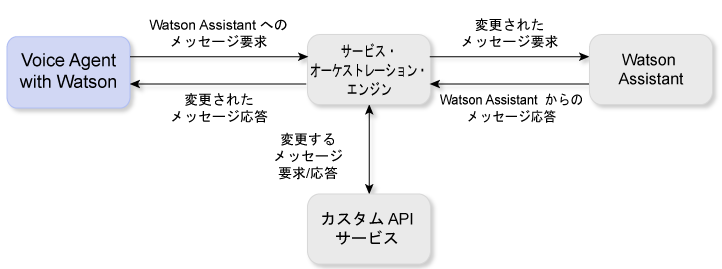 Watson Assistant への
メッセージ要求
変更された
メッセージ要求
Voice Agent
with Watson
サービス・
オーケストレーション・
エンジン
Watson
Assistant
変更された
メッセージ応答
Watson Assistant からの
メッセージ応答
変更する
メッセージ
要求/応答
カスタム API
サービス